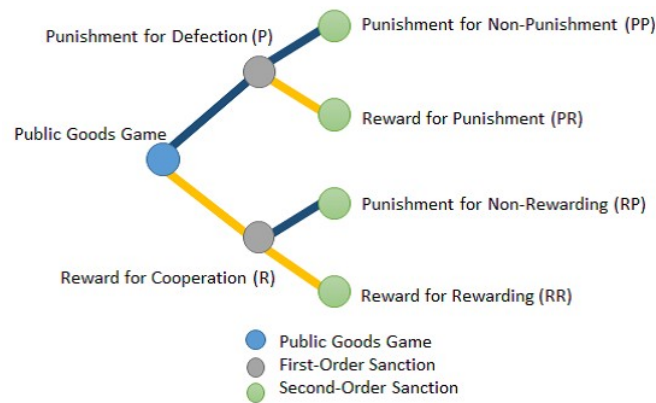 Punishment for Non-Punishment (PP)
Punishment for Defection (P)
Reward for Punishment (PR)
Public Goods Game
Punishment for Non-Rewarding (RP)
Reward for Cooperation (R)
Reward for Rewarding (RR)
Public Goods Game
First-Order Sanction
Second-Order Sanction